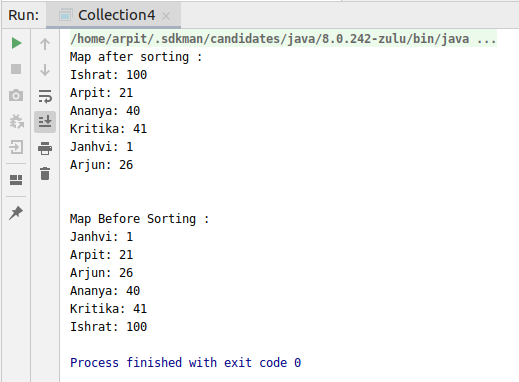 Run: Collection4
/home/arpit/.sdkman/candidates/java/8.0.242-zulu/bin/java ...
Map after sorting :
Ishrat: 100
Arpit: 21
Ananya: 40
Kritika: 41
Janhvi: 1
Arjun: 26
Map Before Sorting :
Janhvi: 1
Arpit: 21
Arjun: 26
Ananya: 40
Kritika: 41
Ishrat: 100
Process finished with exit code 0